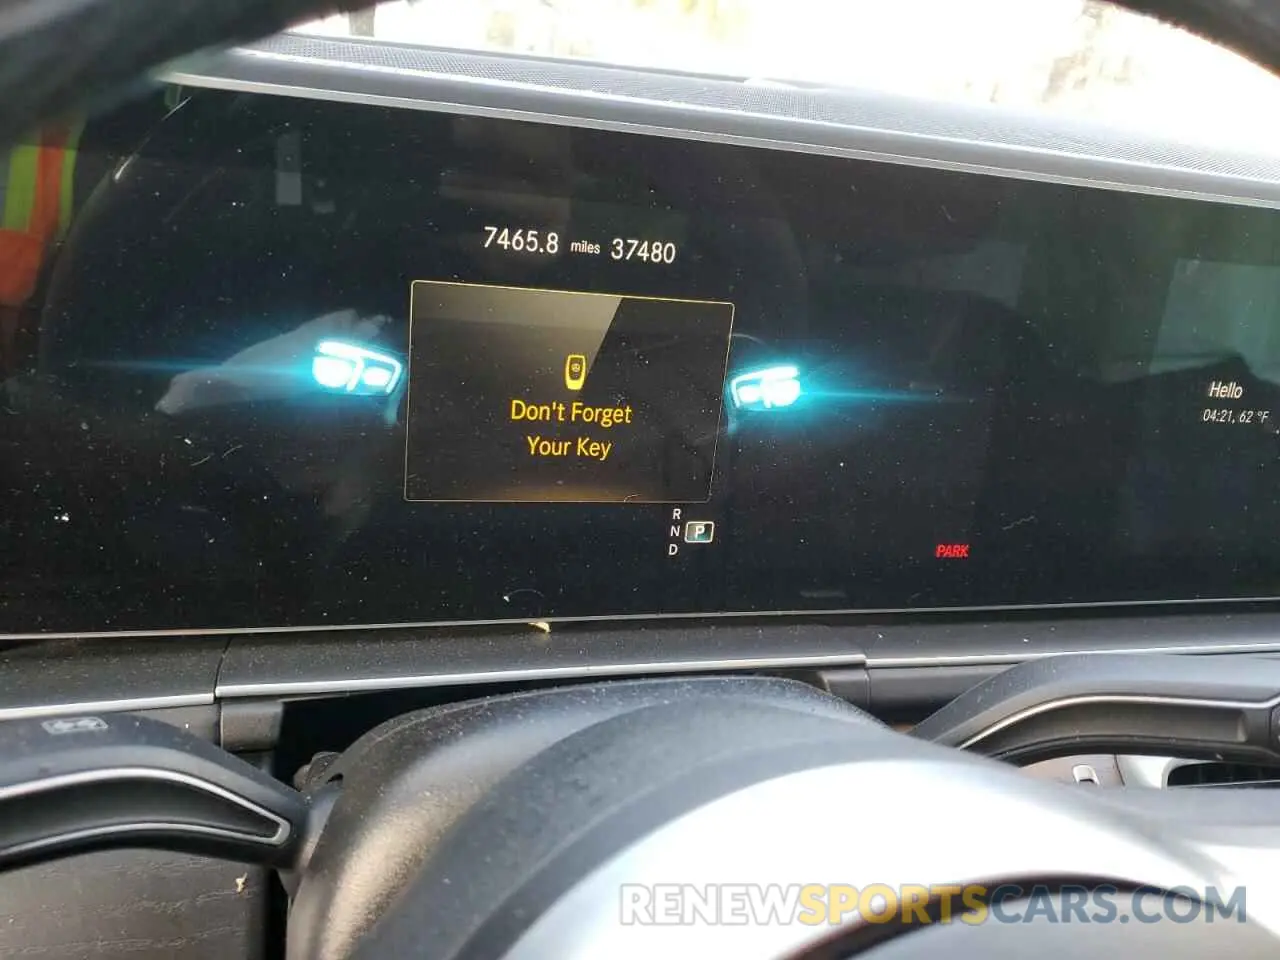 7465.8 miles 37480
Don't Forget
Your Key
Hello
04:21, 62 °F
R
N P
D
PARK
RENEWSPORTSCARS.COM